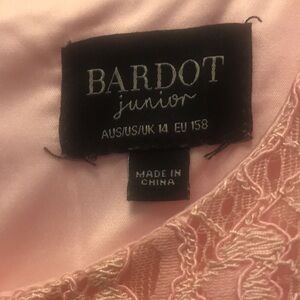 BARDOT
junior
AUS/US/UK 14 EU 158
MADE IN
CHINA